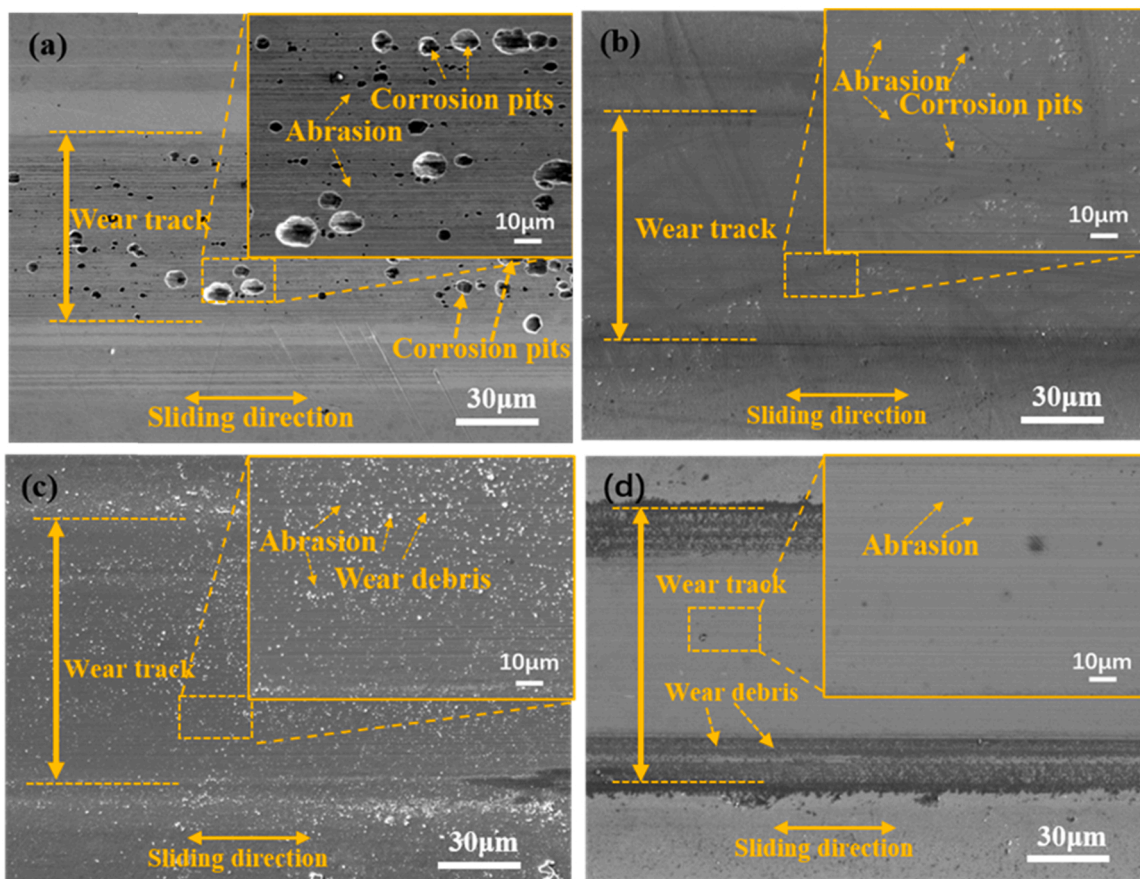 (a)
Abrasion
Corrosion pits
10μm
Wear track
Corrosion pits
Sliding direction
30μm
(b)
Abrasion
Corrosion pits
10μm
Wear track
Sliding direction
30μm
(c)
Abrasion
Wear debris
10μm
Wear track
Sliding direction
30μm
(d)
Abrasion
Wear track
10μm
Wear debris
Sliding direction
30μm